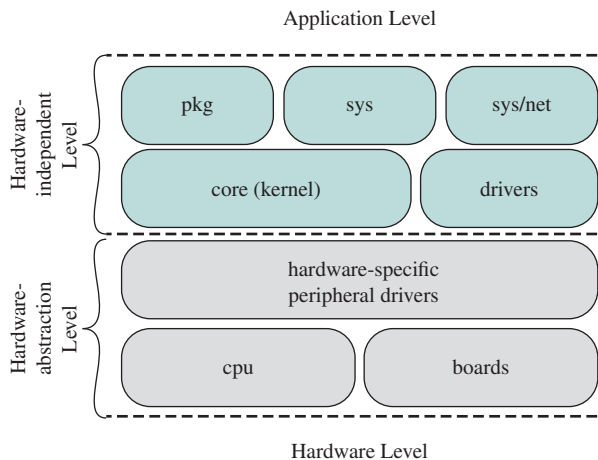 Application Level
Hardware-
independent
Level
pkg
sys
sys/net
core (kernel)
drivers
Hardware-
abstraction
Level
hardware-specific
peripheral drivers
cpu
boards
Hardware Level